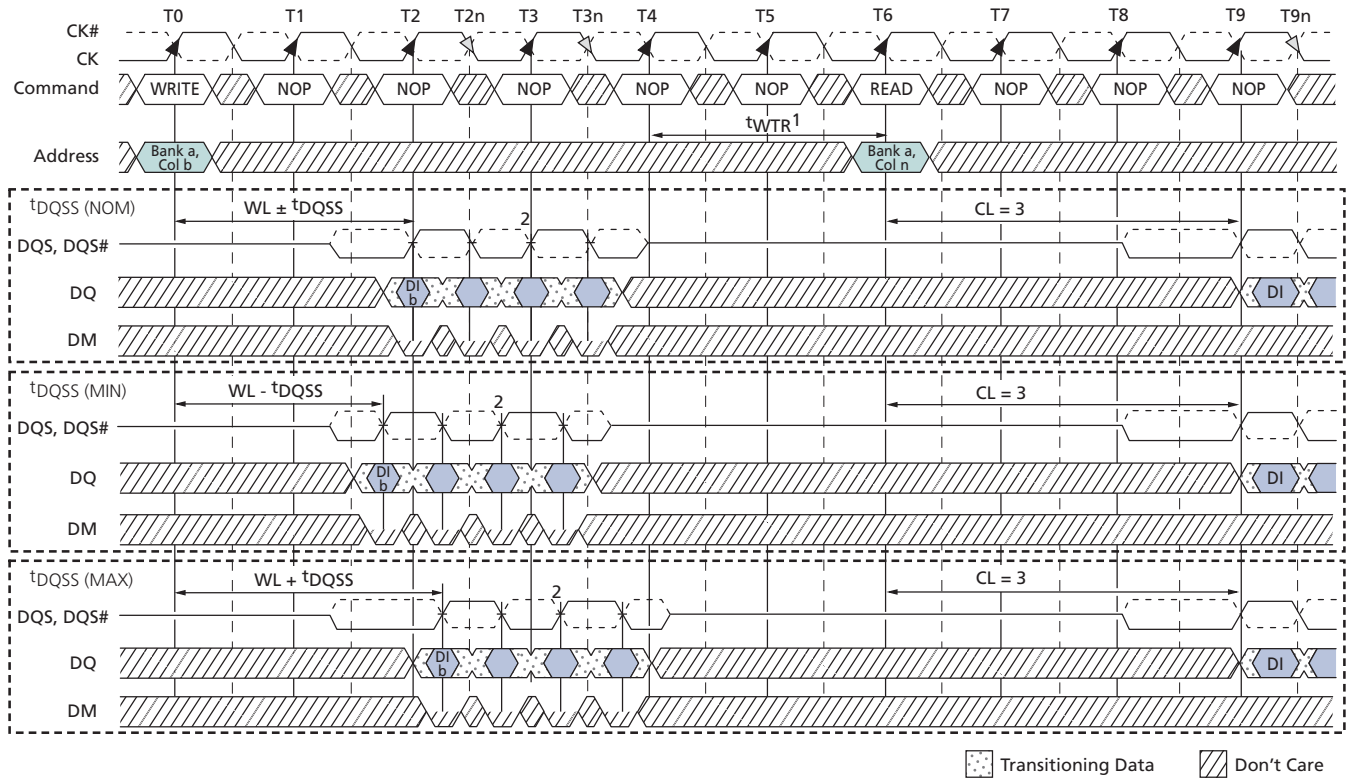 T0 T1 T2 T2n T3 T3n T4 T5 T6 T7 T8 T9 T9n
CK#
CK
Command WRITE NOP NOP NOP NOP NOP READ NOP NOP NOP
tWTR1
Address Bank a, Col b Bank a, Col n
tDQSS (NOM) WL ± tDQSS 2 CL = 3
DQS, DQS#
DQ DI b DI
DM
tDQSS (MIN) WL - tDQSS 2 CL = 3
DQS, DQS#
DQ DI b DI
DM
tDQSS (MAX) WL + tDQSS 2 CL = 3
DQS, DQS#
DQ DI b DI
DM
Transitioning Data Don't Care